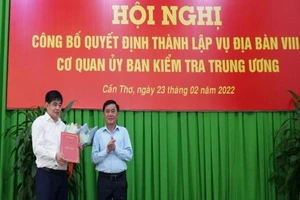 HỘI NGHỊ
CÔNG BỐ QUYẾT ĐỊNH THÀNH LẬP VỤ ĐỊA BÀN VIII
CƠ QUAN ỦY BAN KIỂM TRA TRUNG ƯƠNG
Cần Thơ, ngày 23 tháng 02 năm 2022